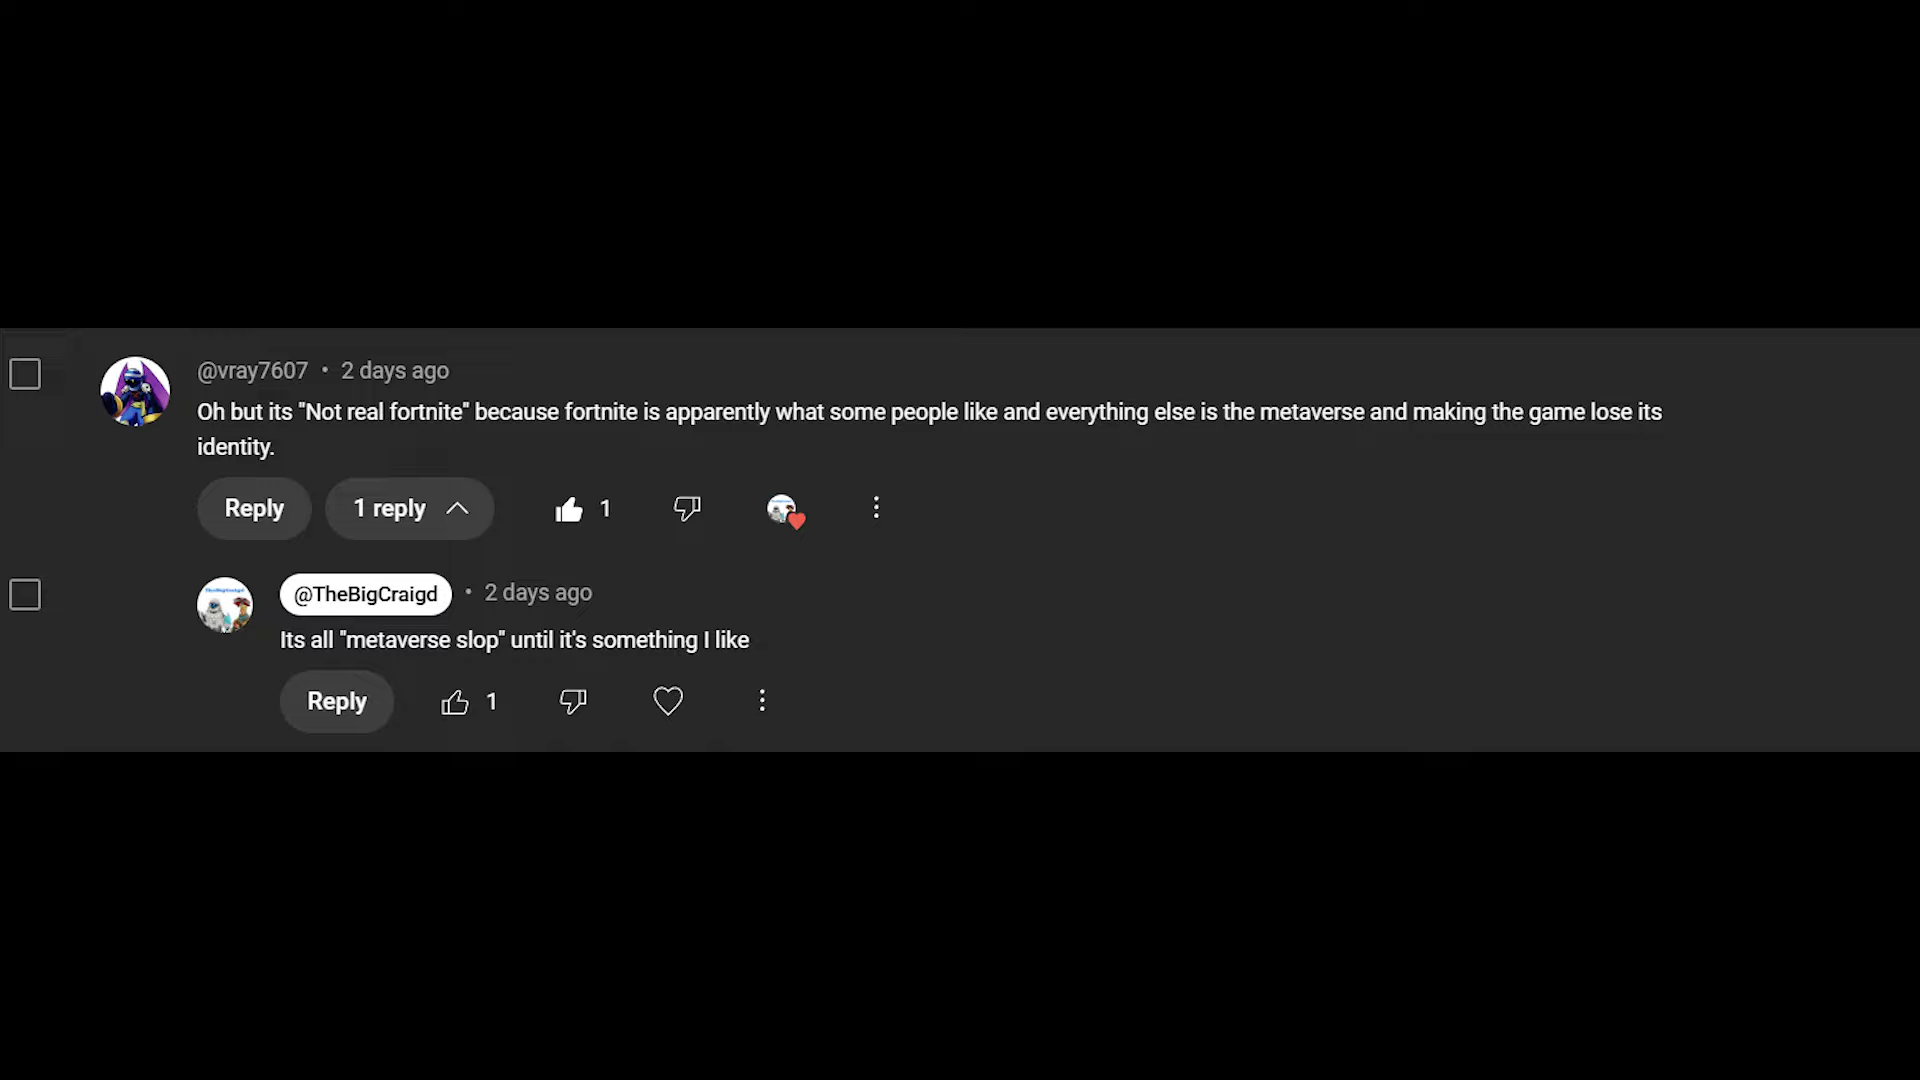 @vray7607 • 2 days ago
Oh but its "Not real fortnite" because fortnite is apparently what some people like and everything else is the metaverse and making the game lose its
identity.
Reply 1 reply 1
@TheBigCraigd • 2 days ago
Its all "metaverse slop" until it's something I like
Reply 1